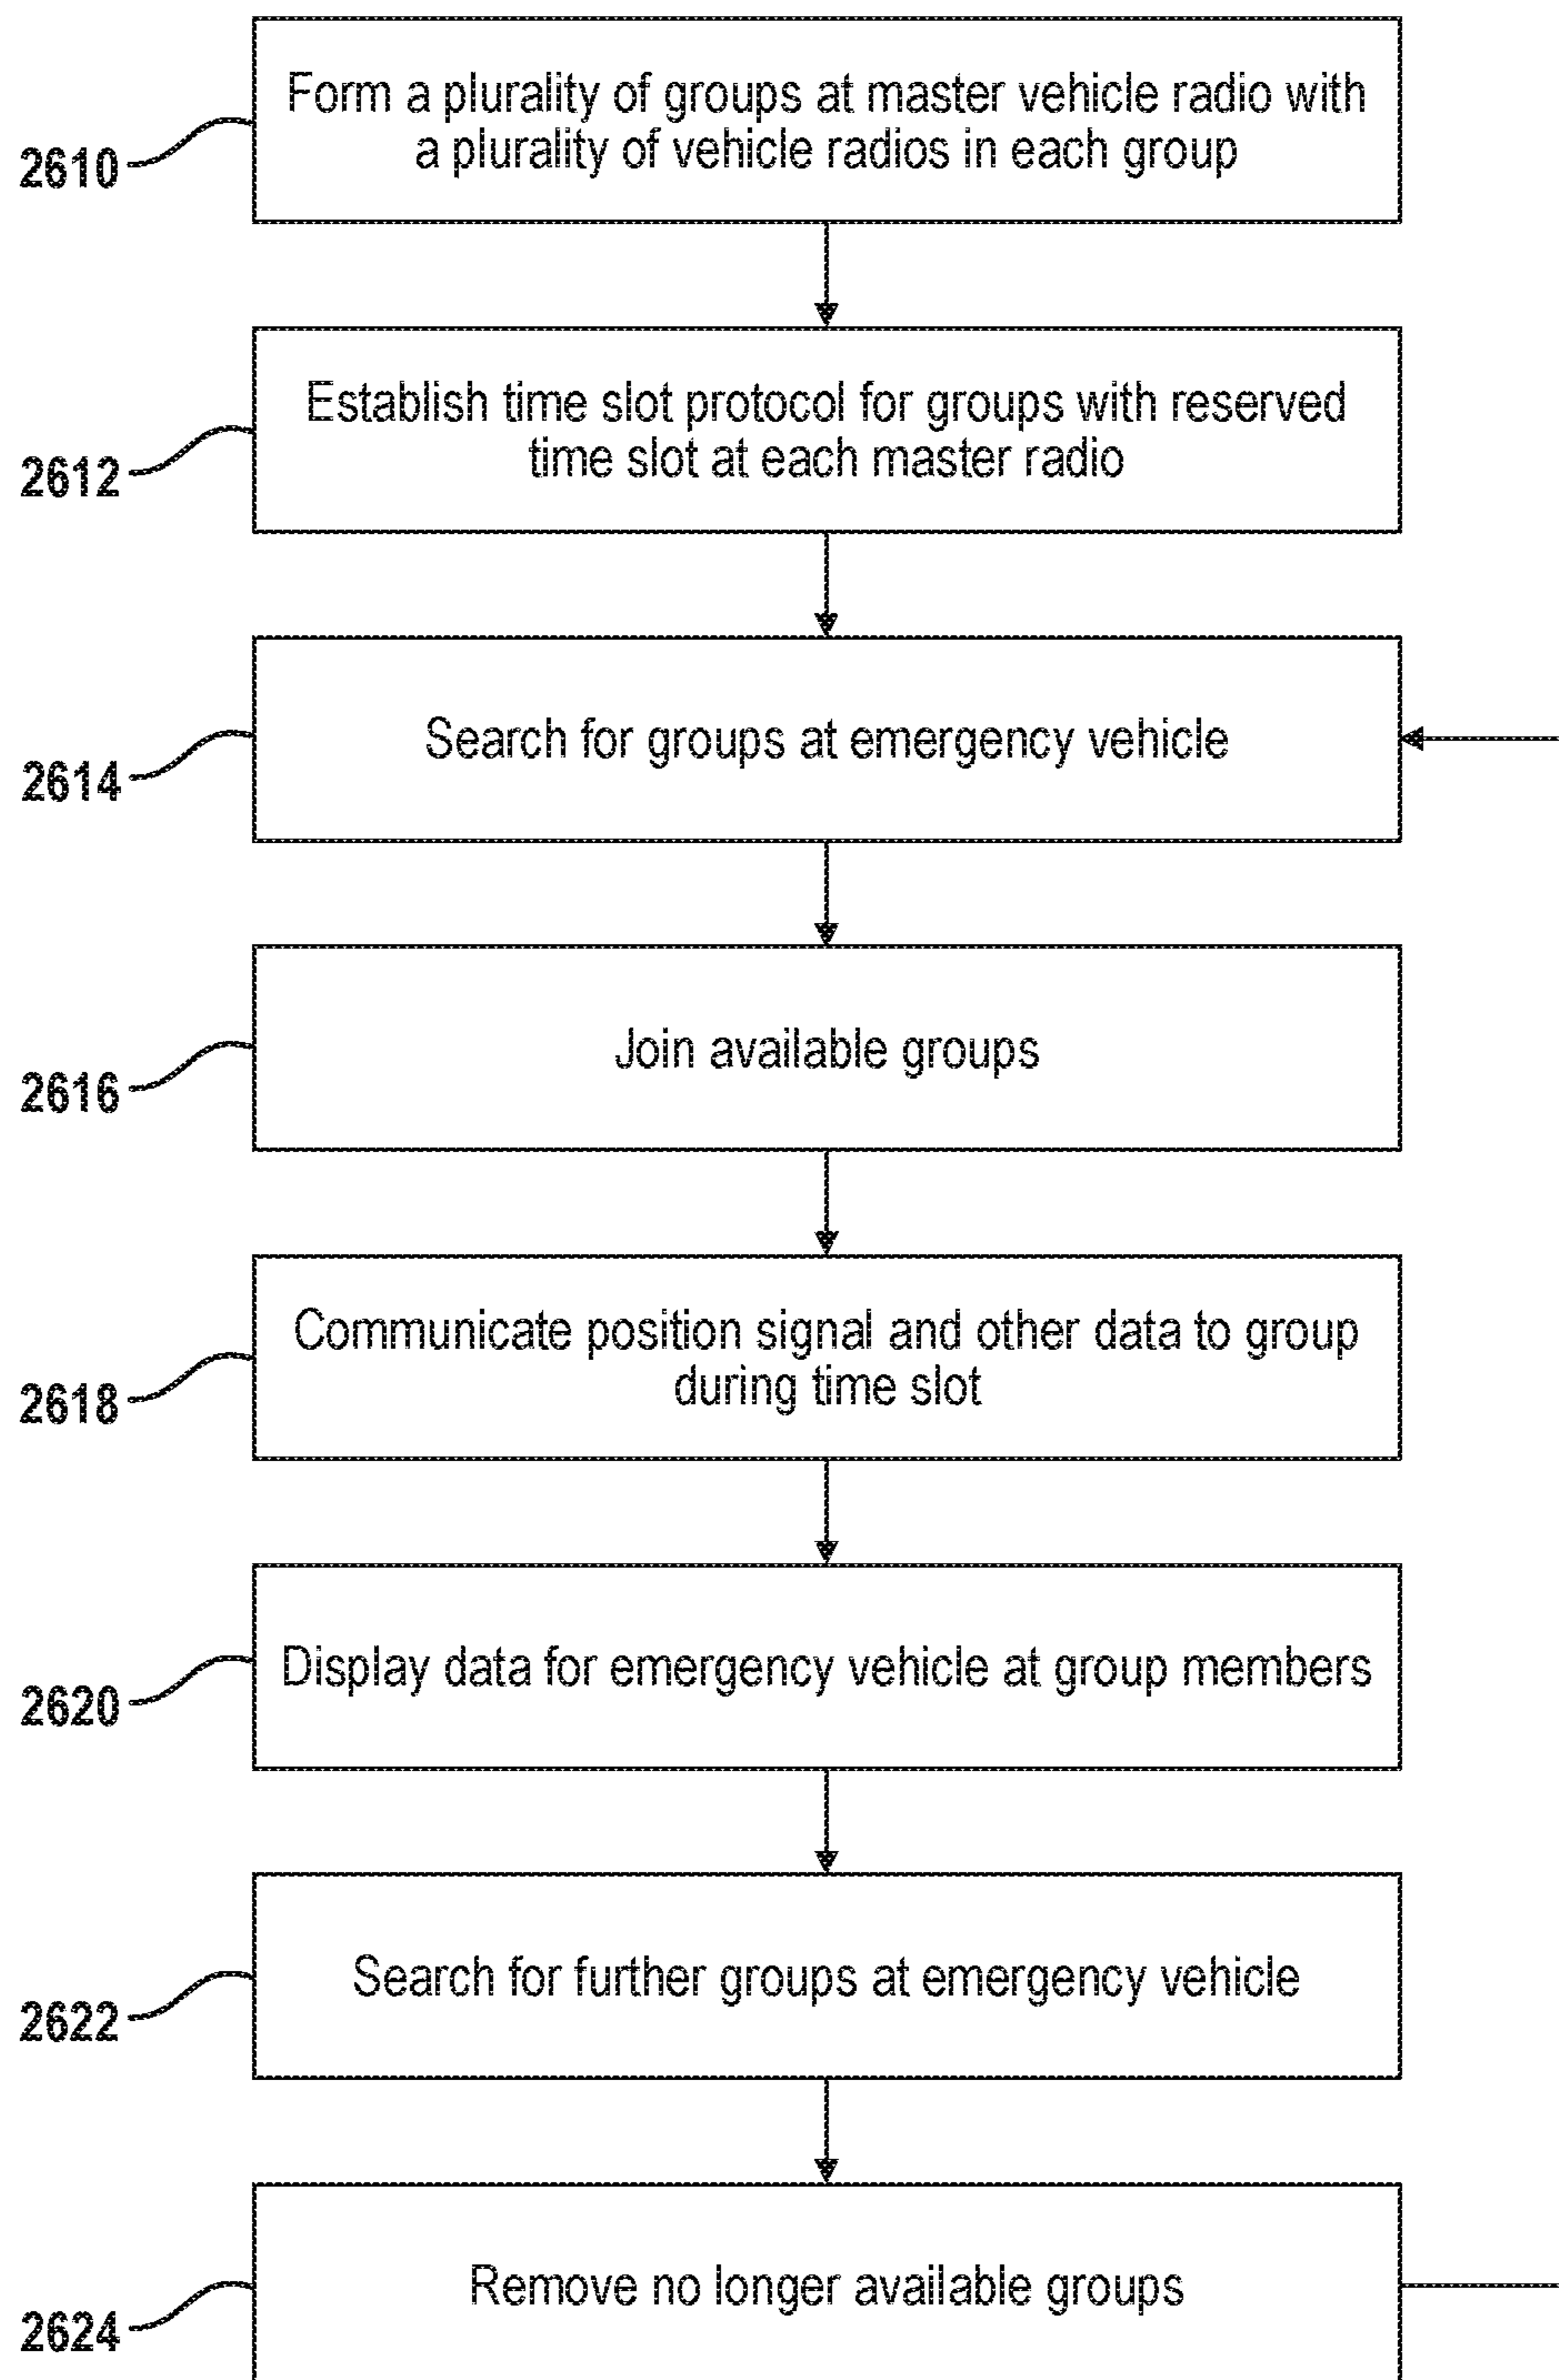 Form a plurality of groups at master vehicle radio with
a plurality of vehicle radios in each group
2610
Establish time slot protocol for groups with reserved
time slot at each master radio
2612
Search for groups at emergency vehicle
2614
Join available groups
2616
Communicate position signal and other data to group
during time slot
2618
Display data for emergency vehicle at group members
2620
Search for further groups at emergency vehicle
2622
Remove no longer available groups
2624